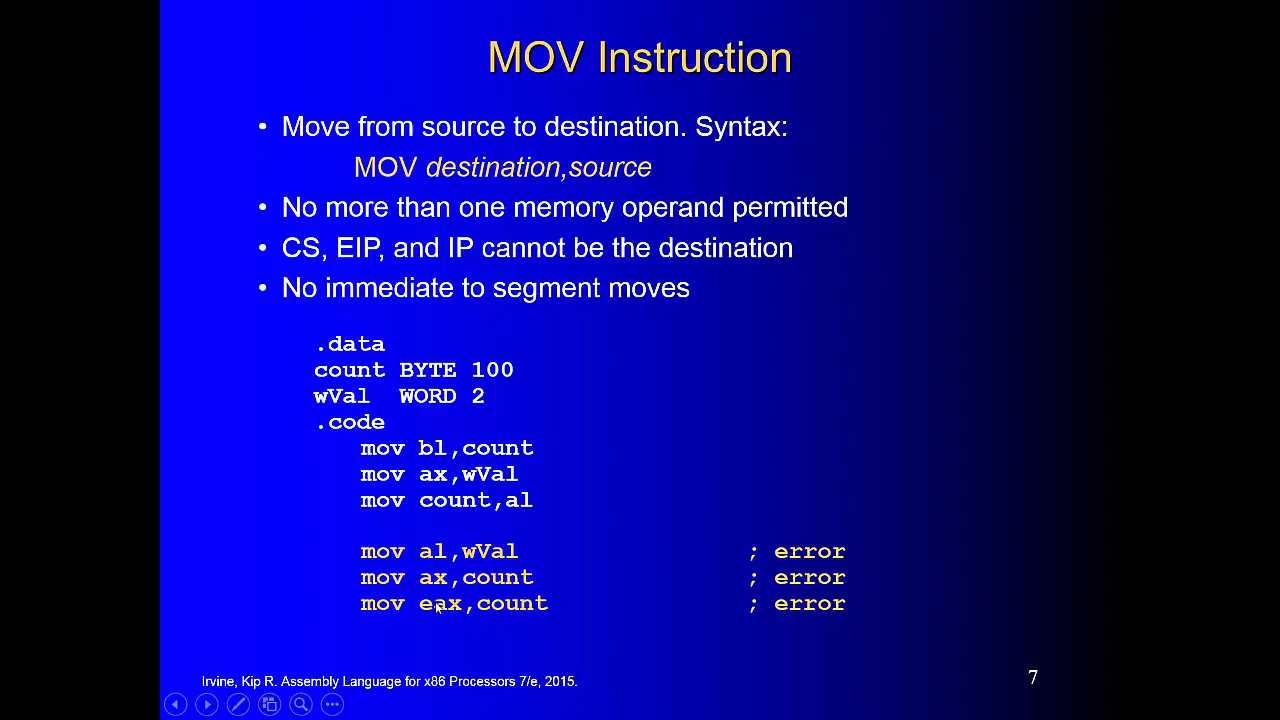 MOV Instruction
• Move from source to destination. Syntax:
MOV destination,source
• No more than one memory operand permitted
• CS, EIP, and IP cannot be the destination
• No immediate to segment moves
.data
count BYTE 100
wVal  WORD 2
.code
mov bl,count
mov ax,wVal
mov count,al
mov al,wVal ; error
mov ax,count ; error
mov eax,count ; error
Irvine, Kip R. Assembly Language for x86 Processors 7/e, 2015.
7